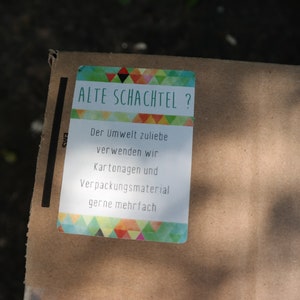 ALTE SCHACHTEL ?
Der Umwelt zuliebe
verwenden wir
Kartonagen und
Verpackungsmaterial
gerne mehrfach